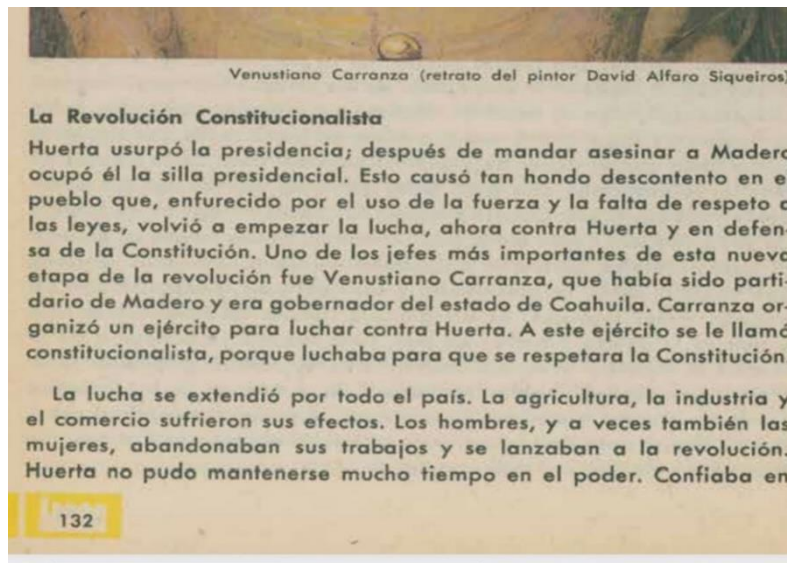 Venustiano Carranza (retrato del pintor David Alfaro Siqueiros)
La Revolución Constitucionalista
Huerta usurpó la presidencia; después de mandar asesinar a Madero
ocupó él la silla presidencial. Esto causó tan hondo descontento en e
pueblo que, enfurecido por el uso de la fuerza y la falta de respeto a
las leyes, volvió a empezar la lucha, ahora contra Huerta y en defen-
sa de la Constitución. Uno de los jefes más importantes de esta nueva
etapa de la revolución fue Venustiano Carranza, que había sido parti-
dario de Madero y era gobernador del estado de Coahuila. Carranza or-
ganizó un ejército para luchar contra Huerta. A este ejército se le llamó
constitucionalista, porque luchaba para que se respetara la Constitución
La lucha se extendió por todo el país. La agricultura, la industria y
el comercio sufrieron sus efectos. Los hombres, y a veces también las
mujeres, abandonaban sus trabajos y se lanzaban a la revolución.
Huerta no pudo mantenerse mucho tiempo en el poder. Confiaba en
132